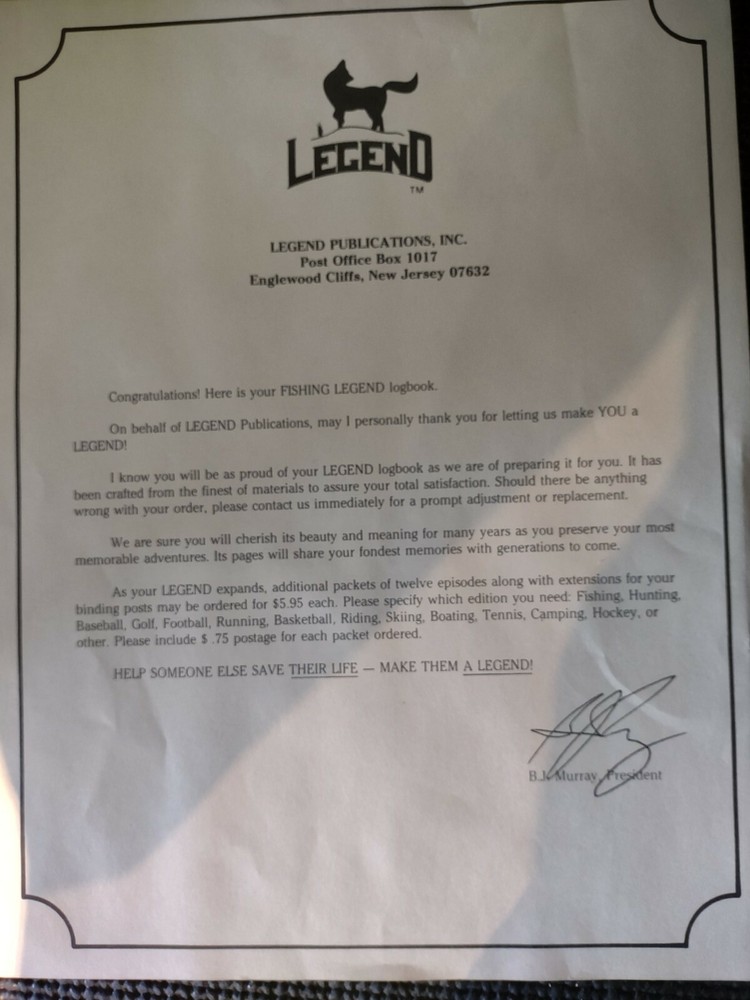 LEGEND
TM
LEGEND PUBLICATIONS, INC.
Post Office Box 1017
Englewood Cliffs, New Jersey 07632
Congratulations! Here is your FISHING LEGEND logbook.
On behalf of LEGEND Publications, may I personally thank you for letting us make YOU a
LEGEND!
I know you will be as proud of your LEGEND logbook as we are of preparing it for you. It has
been crafted from the finest of materials to assure your total satisfaction. Should there be anything
wrong with your order, please contact us immediately for a prompt adjustment or replacement.
We are sure you will cherish its beauty and meaning for many years as you preserve your most
memorable adventures. Its pages will share your fondest memories with generations to come.
As your LEGEND expands, additional packets of twelve episodes along with extensions for your
binding posts may be ordered for $5.95 each. Please specify which edition you need: Fishing, Hunting,
Baseball, Golf, Football, Running, Basketball, Riding, Skiing, Boating, Tennis, Camping, Hockey, or
other. Please include $ .75 postage for each packet ordered.
HELP SOMEONE ELSE SAVE THEIR LIFE — MAKE THEM A LEGEND!
B.J. Murray, President